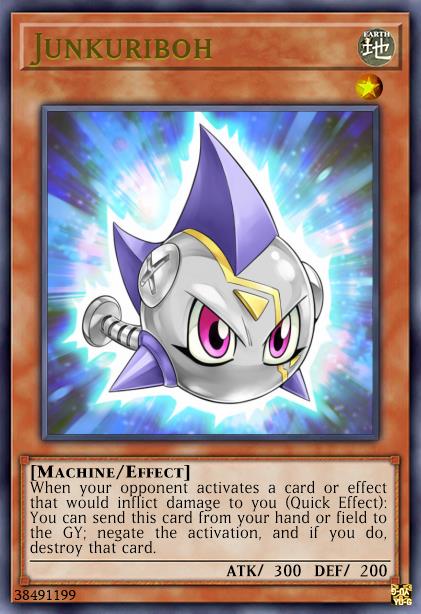 JUNKURIBOH
EARTH
地
[MACHINE/EFFECT]
When your opponent activates a card or effect
that would inflict damage to you (Quick Effect):
You can send this card from your hand or field to
the GY; negate the activation, and if you do,
destroy that card.
ATK/ 300 DEF/ 200
38491199